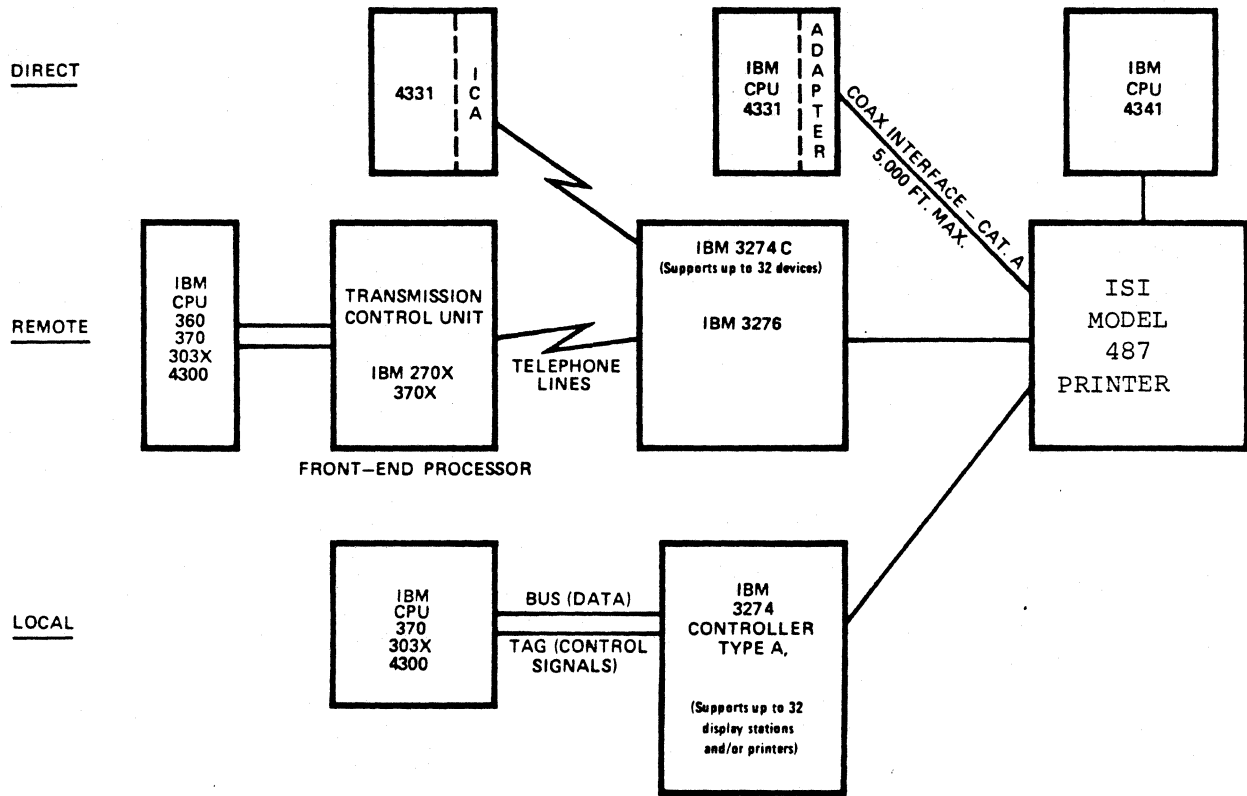 DIRECT
4331
ICA
IBM
CPU
4331
ADAPTER
IBM
CPU
4341
COAX INTERFACE – CAT. A
5.000 FT. MAX.
REMOTE
IBM
CPU
360
370
303X
4300
TRANSMISSION
CONTROL UNIT
IBM 270X
370X
FRONT–END PROCESSOR
TELEPHONE
LINES
IBM 3274 C
(Supports up to 32 devices)
IBM 3276
ISI
MODEL
487
PRINTER
LOCAL
IBM
CPU
370
303X
4300
BUS (DATA)
TAG (CONTROL
SIGNALS)
IBM
3274
CONTROLLER
TYPE A,
(Supports up to 32
display stations
and/or printers)